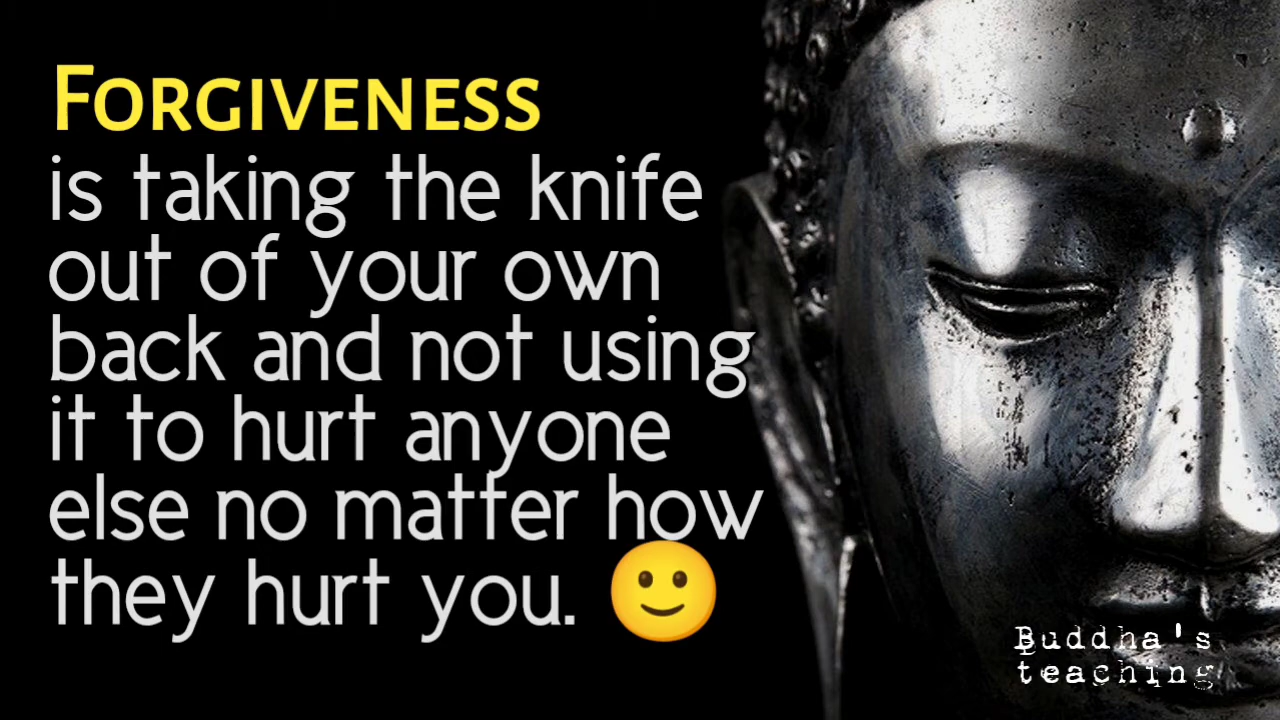 Forgiveness
is taking the knife
out of your own
back and not using
it to hurt anyone
else no matter how
they hurt you. 🙂
Buddha's
teaching